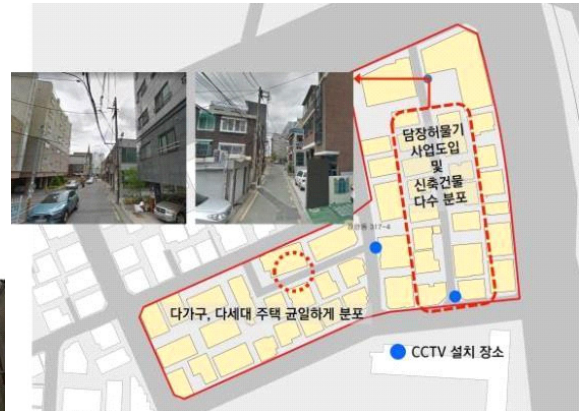 담장허물기
사업도입
및
신축건물
다수 분포
다가구, 다세대 주택 균일하게 분포
CCTV 설치 장소